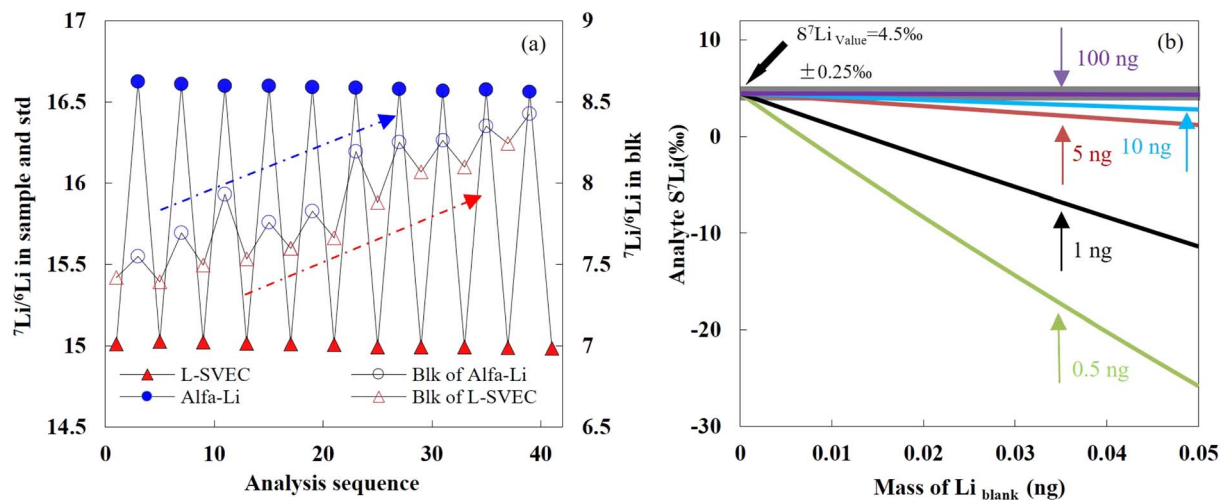 17
16.5
16
15.5
15
14.5
⁷Li/⁶Li in sample and std
9
8.5
8
7.5
7
6.5
⁷Li/⁶Li in blk
(a)
L-SVEC
Blk of Alfa-Li
Alfa-Li
Blk of L-SVEC
0
10
20
30
40
Analysis sequence
10
0
-10
-20
-30
Analyte δ⁷Li(‰)
δ⁷Li Value=4.5‰
±0.25‰
(b)
100 ng
5 ng
10 ng
1 ng
0.5 ng
0
0.01
0.02
0.03
0.04
0.05
Mass of Li blank (ng)